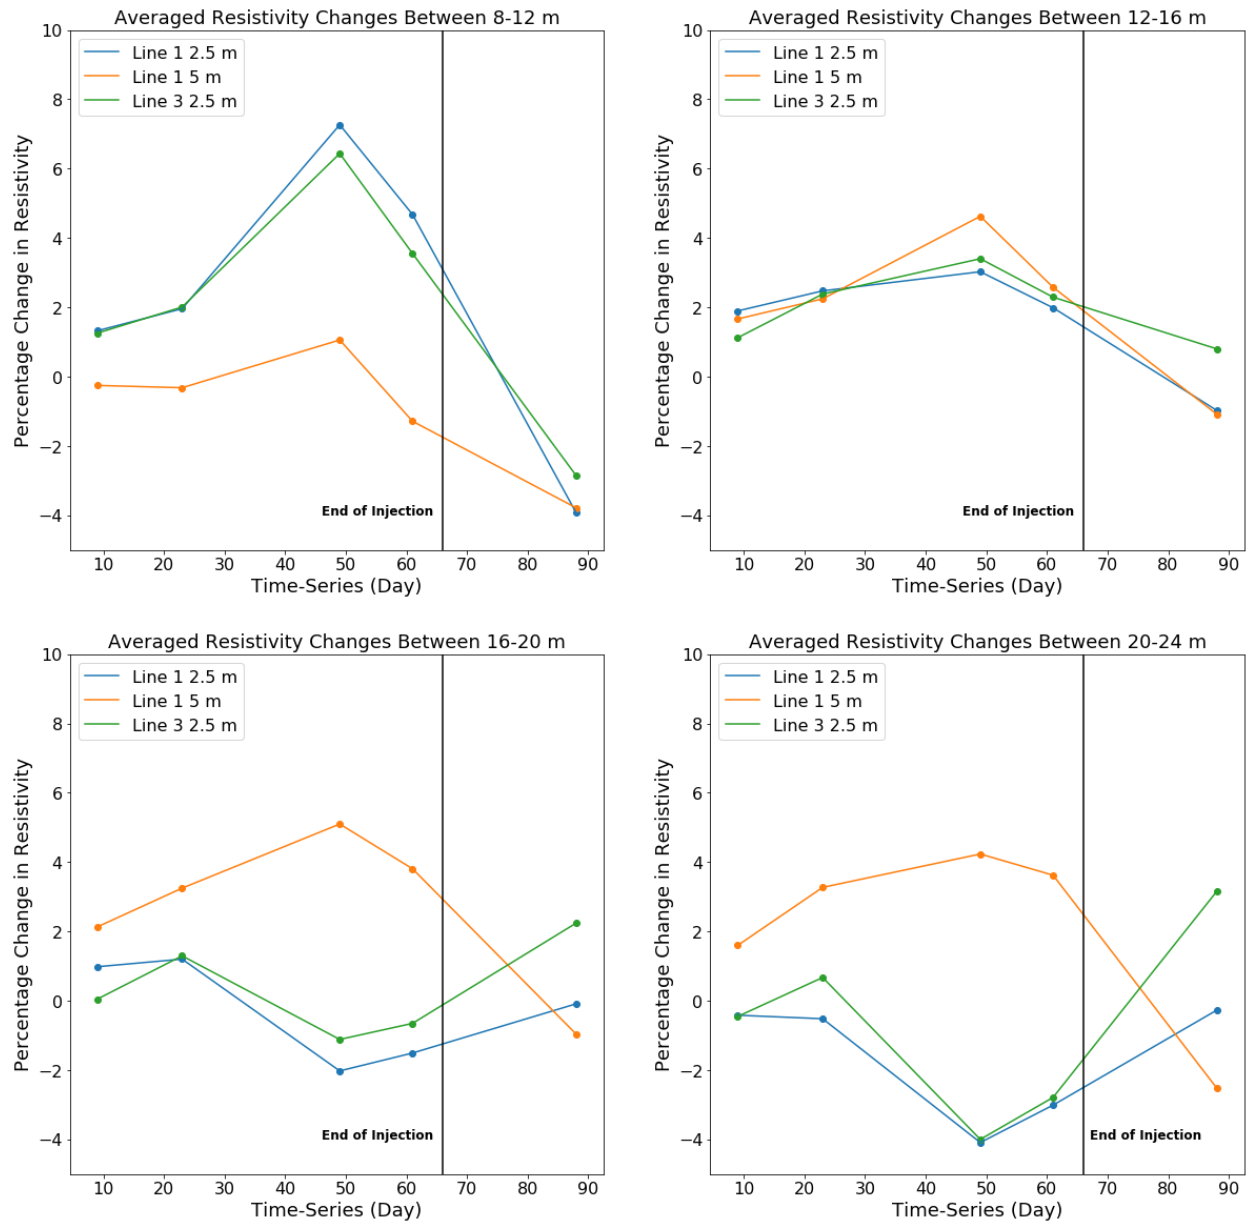 Averaged Resistivity Changes Between 8-12 m
Line 1 2.5 m
Line 1 5 m
Line 3 2.5 m
Percentage Change in Resistivity
10
8
6
4
2
0
−2
−4
End of Injection
10 20 30 40 50 60 70 80 90
Time-Series (Day)
Averaged Resistivity Changes Between 12-16 m
Line 1 2.5 m
Line 1 5 m
Line 3 2.5 m
Percentage Change in Resistivity
10
8
6
4
2
0
−2
−4
End of Injection
10 20 30 40 50 60 70 80 90
Time-Series (Day)
Averaged Resistivity Changes Between 16-20 m
Line 1 2.5 m
Line 1 5 m
Line 3 2.5 m
Percentage Change in Resistivity
10
8
6
4
2
0
−2
−4
End of Injection
10 20 30 40 50 60 70 80 90
Time-Series (Day)
Averaged Resistivity Changes Between 20-24 m
Line 1 2.5 m
Line 1 5 m
Line 3 2.5 m
Percentage Change in Resistivity
10
8
6
4
2
0
−2
−4
End of Injection
10 20 30 40 50 60 70 80 90
Time-Series (Day)